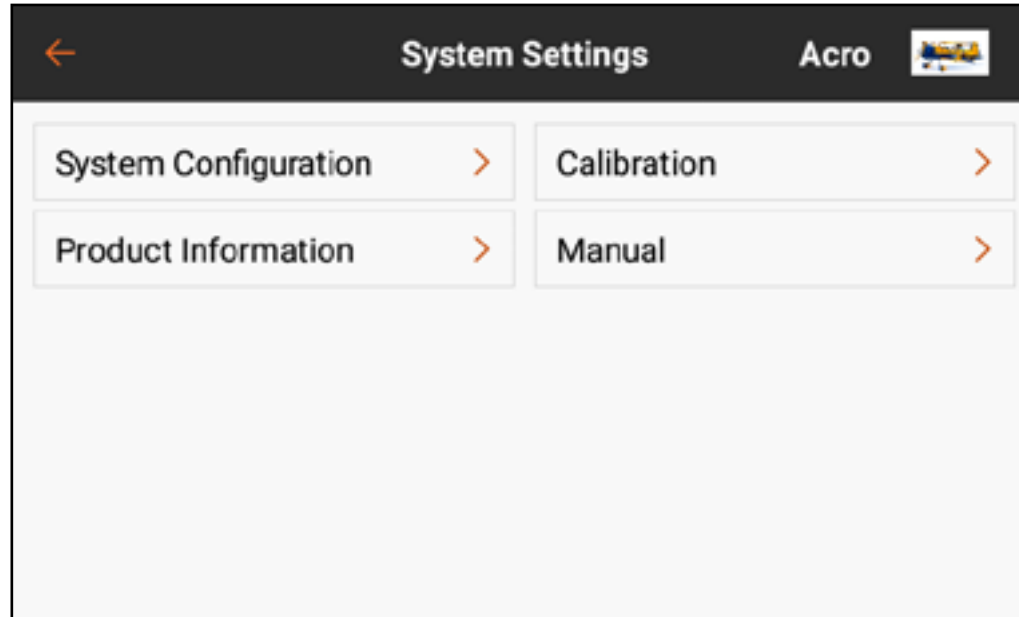 System Settings Acro
System Configuration
Calibration
Product Information
Manual